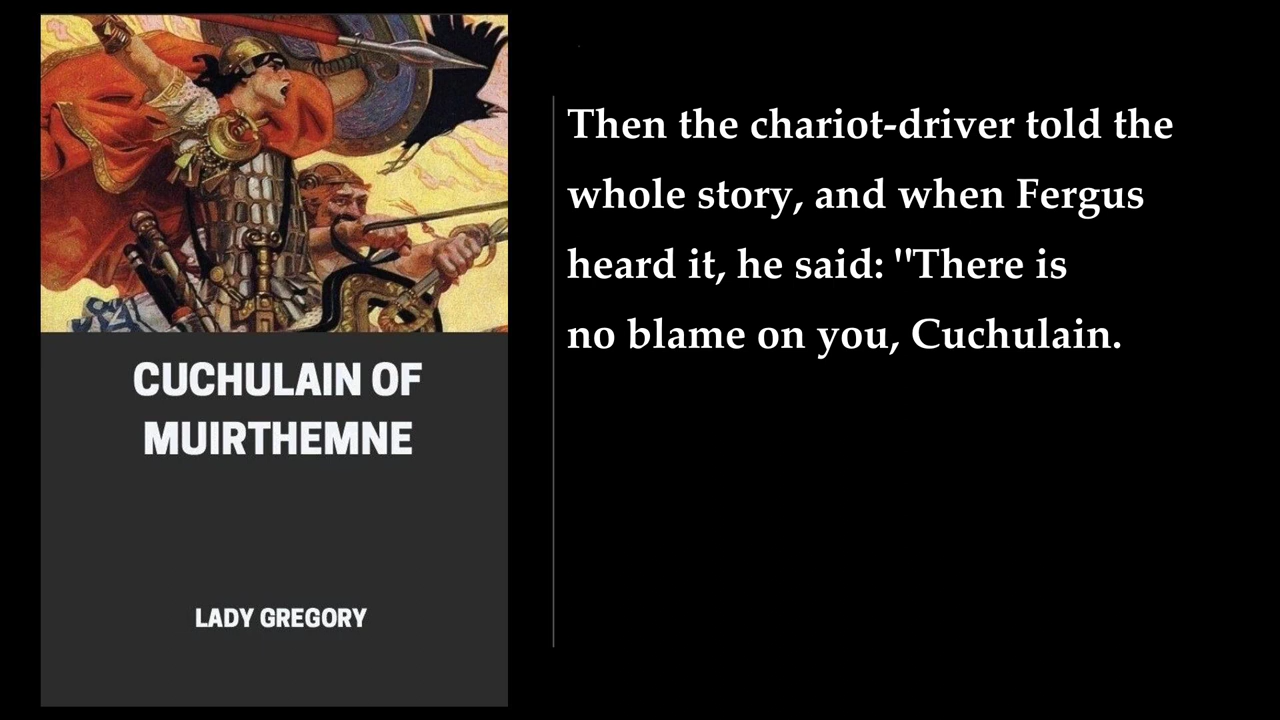 CUCHULAIN OF
MUIRTHEMNE
LADY GREGORY
Then the chariot-driver told the
whole story, and when Fergus
heard it, he said: "There is
no blame on you, Cuchulain.